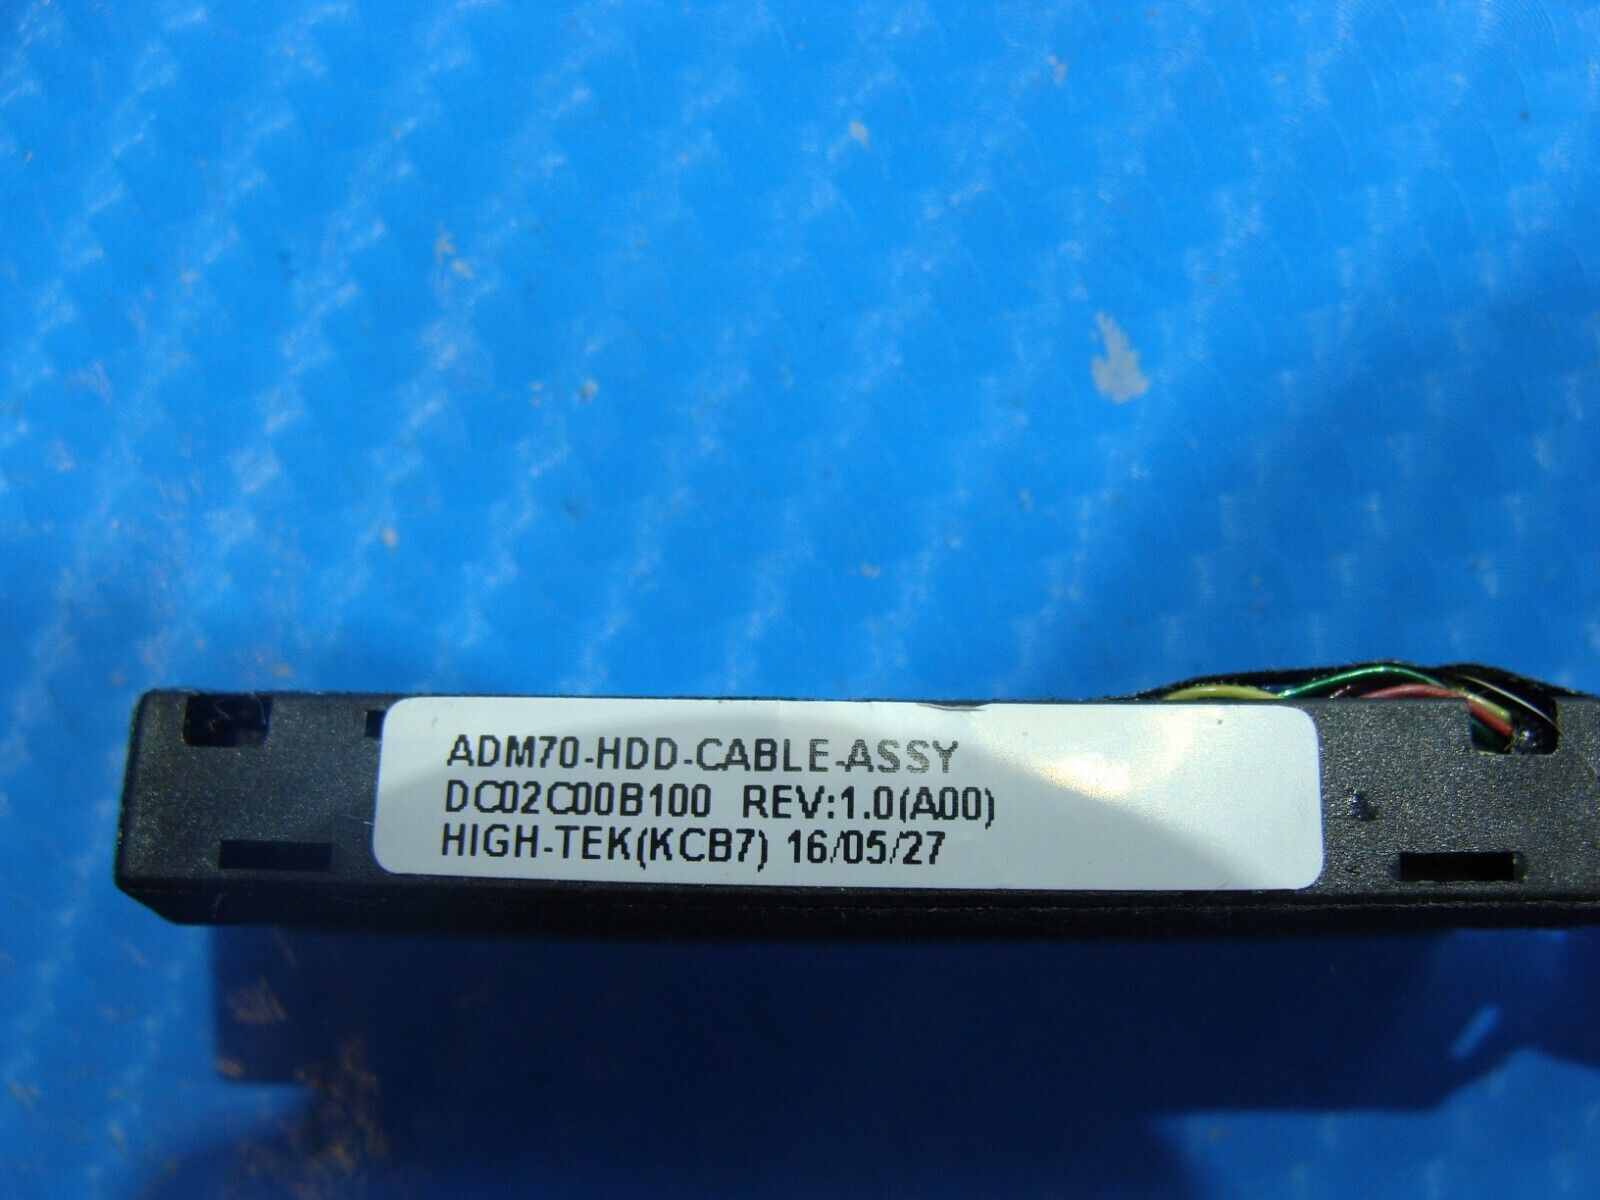 ADM70-HDD-CABLE-ASSY
DC02C00B100 REV:1.0(A00)
HIGH-TEK(KCB7) 16/05/27